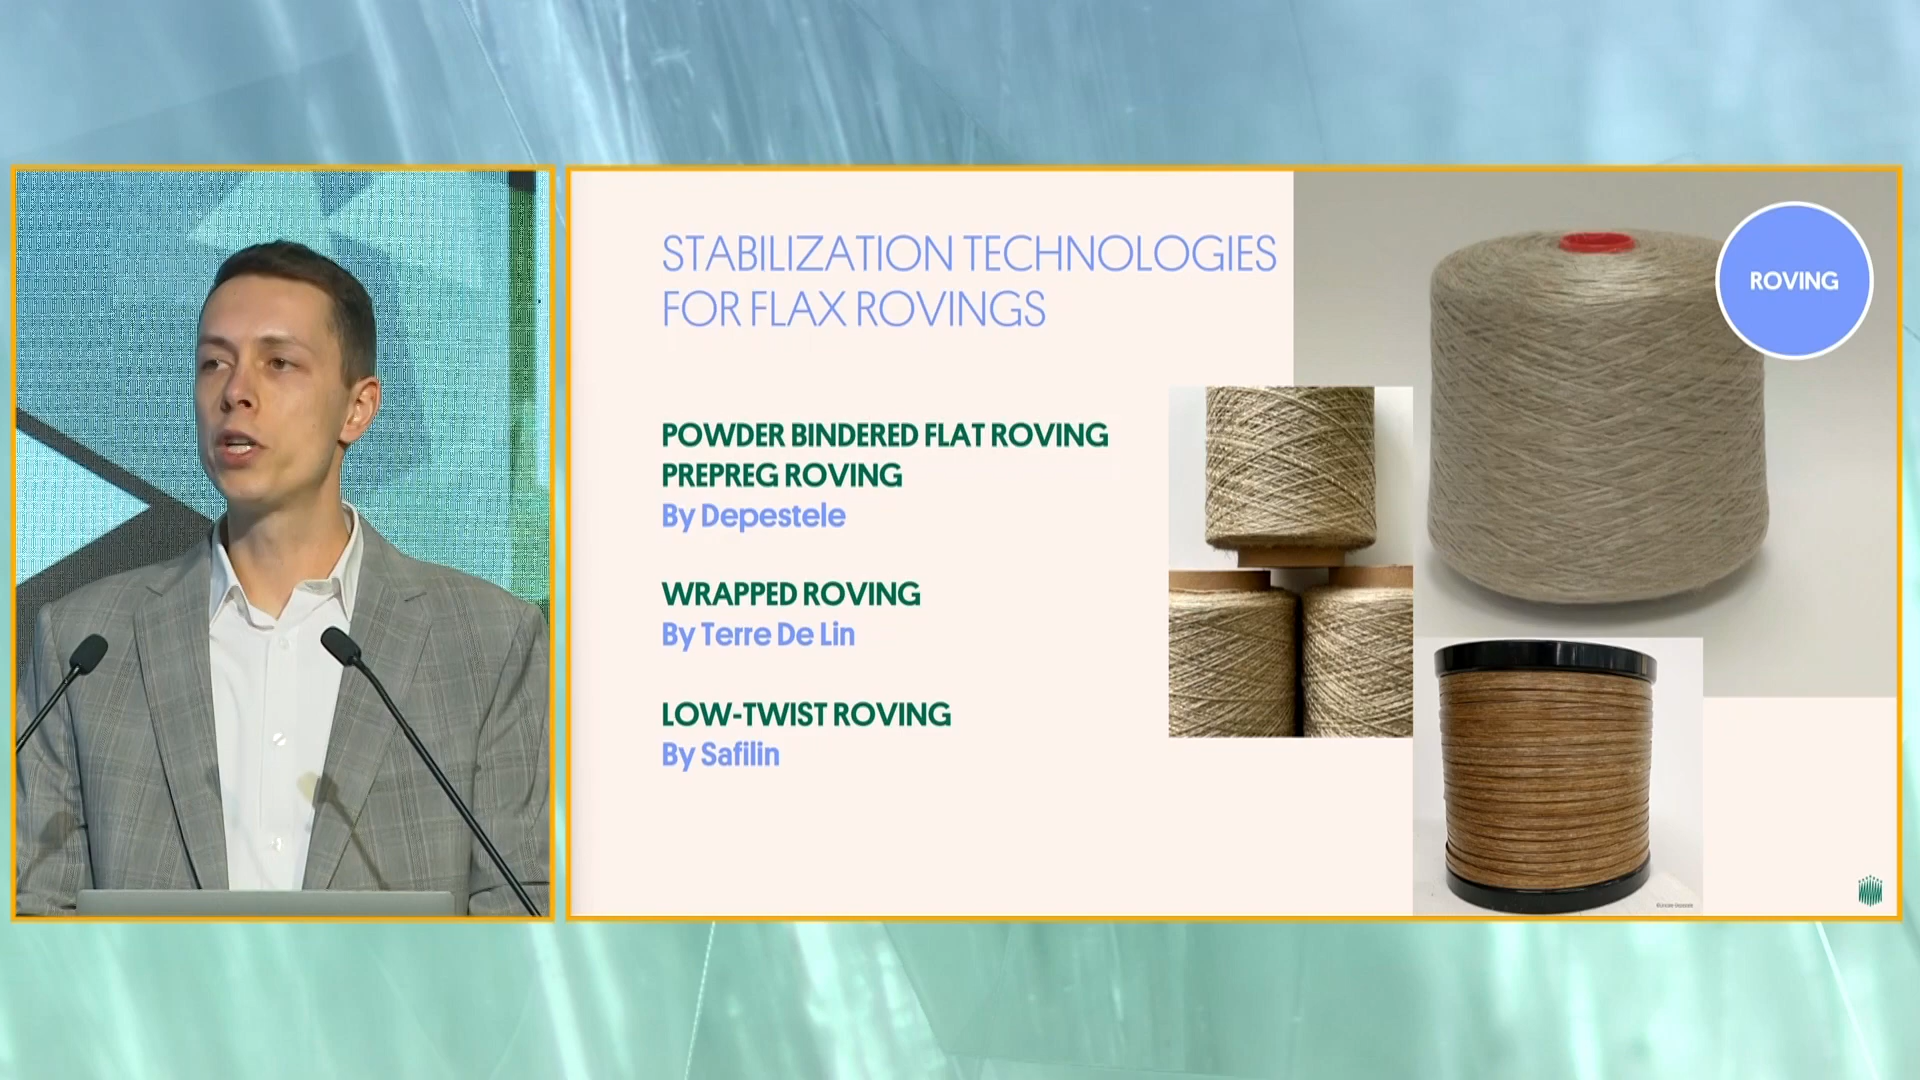 STABILIZATION TECHNOLOGIES
FOR FLAX ROVINGS
ROVING
POWDER BINDERED FLAT ROVING
PREPREG ROVING
By Depestele
WRAPPED ROVING
By Terre De Lin
LOW-TWIST ROVING
By Safilin